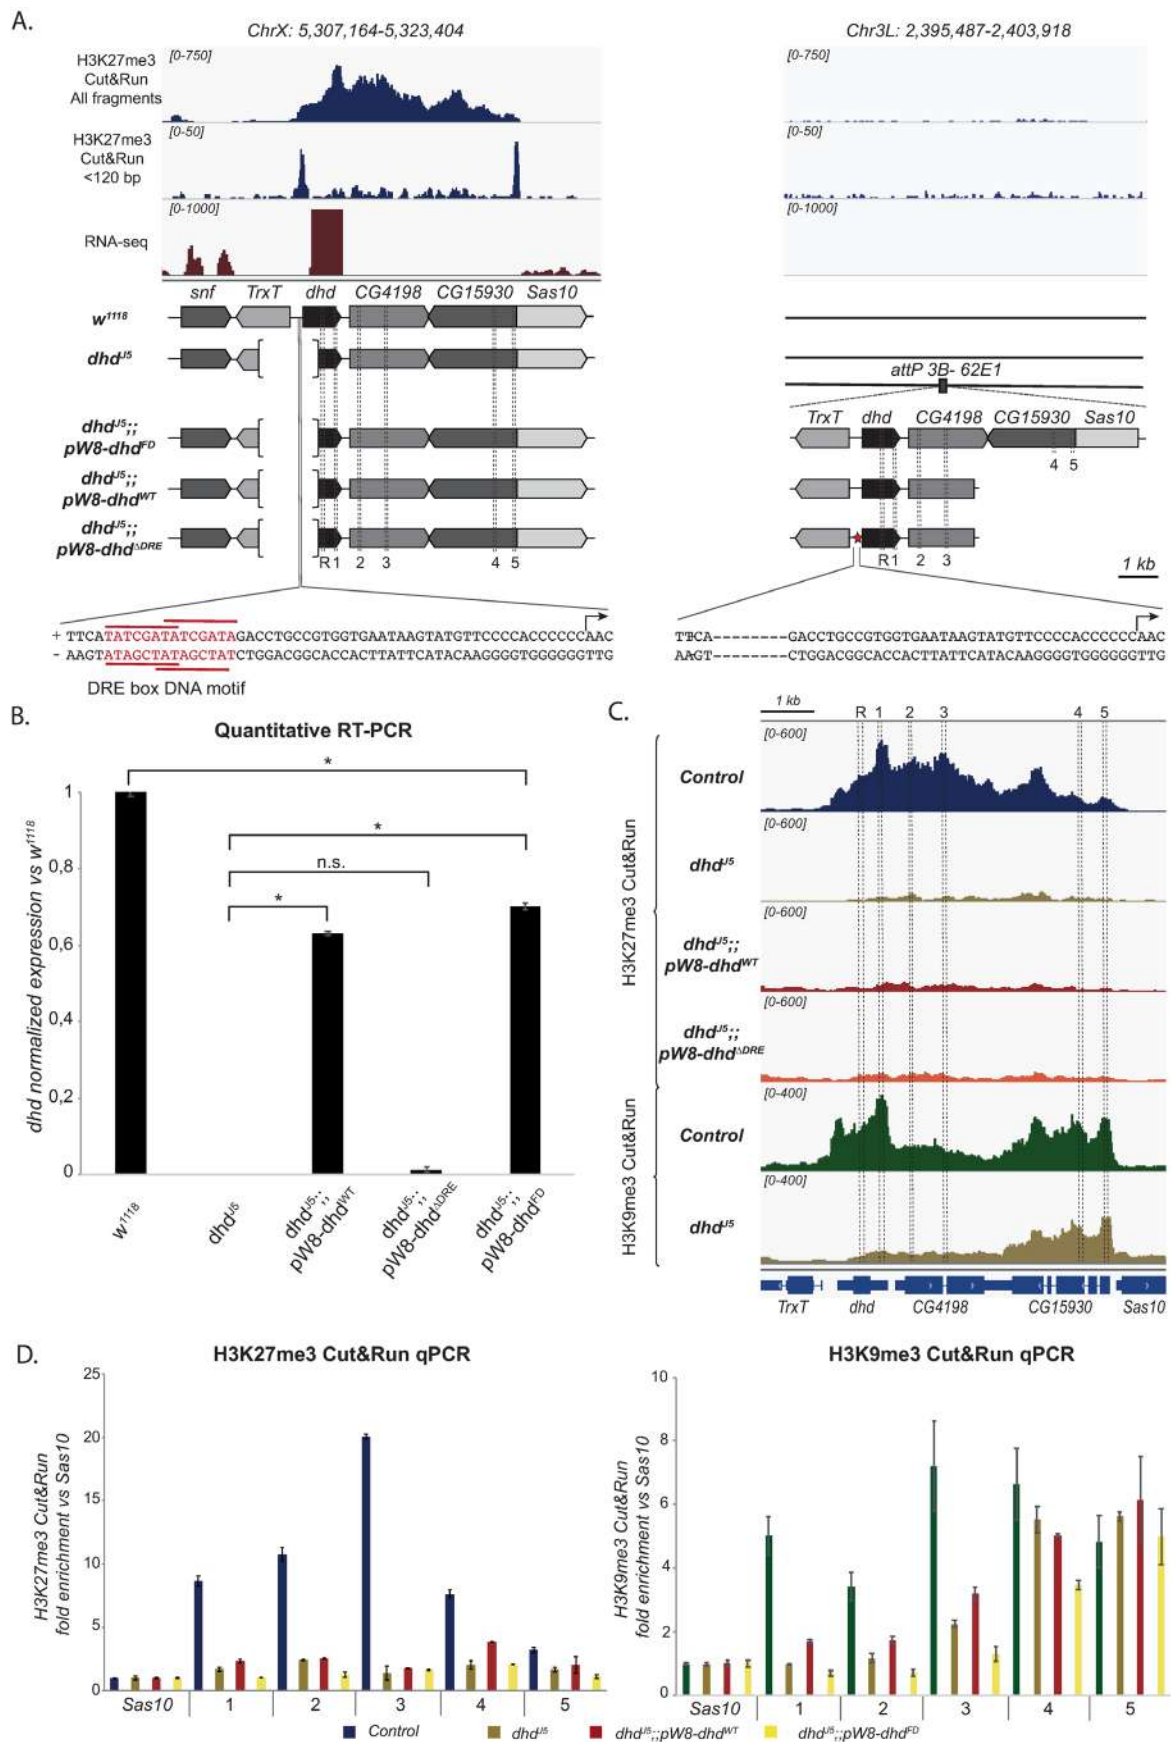 A.
ChrX: 5,307,164-5,323,404
Chr3L: 2,395,487-2,403,918
H3K27me3
Cut&Run
All fragments
[0-750]
[0-750]
H3K27me3
Cut&Run
<120 bp
[0-50]
[0-50]
RNA-seq
[0-1000]
[0-1000]
snf TrxT dhd CG4198 CG15930 Sas10
w1118
dhdJ5
attP 3B- 62E1
TrxT dhd CG4198 CG15930 Sas10
dhdJ5;;
pW8-dhdFD
4 5
dhdJ5;;
pW8-dhdWT
dhdJ5;;
pW8-dhdΔDRE
R1 2 3 4 5
R1 2 3
1 kb
+ TTCATATCGATATCGATAGACCTGCCGTGGTGAATAAGTATGTTCCCCACCCCCCAAC
- AAGTATAGCTATAGCTATCTGGACGGCACCACTTATTCATACAAGGGGTGGGGGGTTG
TTCA------------GACCTGCCGTGGTGAATAAGTATGTTCCCCACCCCCCAAC
AAGT------------CTGGACGGCACCACTTATTCATACAAGGGGTGGGGGGTTG
DRE box DNA motif
B.
Quantitative RT-PCR
dhd normalized expression vs w1118
1
0,8
0,6
0,4
0,2
0
*
*
n.s.
*
w1118
dhdJ5
dhdJ5;;
pW8-dhdWT
dhdJ5;;
pW8-dhdΔDRE
dhdJ5;;
pW8-dhdFD
C.
1 kb
R 1 2 3 4 5
H3K27me3 Cut&Run
[0-600]
Control
[0-600]
dhdJ5
[0-600]
dhdJ5;;
pW8-dhdWT
[0-600]
dhdJ5;;
pW8-dhdΔDRE
H3K9me3 Cut&Run
[0-400]
Control
[0-400]
dhdJ5
TrxT dhd CG4198 CG15930 Sas10
D.
H3K27me3 Cut&Run qPCR
H3K27me3 Cut&Run
fold enrichment vs Sas10
25
20
15
10
5
0
Sas10 1 2 3 4 5
H3K9me3 Cut&Run qPCR
H3K9me3 Cut&Run
fold enrichment vs Sas10
10
8
6
4
2
0
Sas10 1 2 3 4 5
Control dhdJ5 dhdJ5;;pW8-dhdWT dhdJ5;;pW8-dhdFD